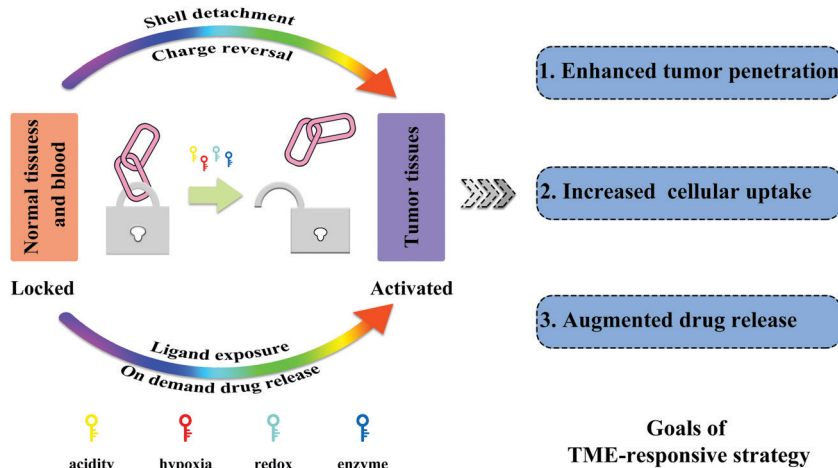 Shell detachment
Charge reversal
Normal tissuess
and blood
Tumor tissues
Locked
Activated
Ligand exposure
On demand drug release
acidity
hypoxia
redox
enzyme
1. Enhanced tumor penetration
2. Increased cellular uptake
3. Augmented drug release
Goals of
TME-responsive strategy